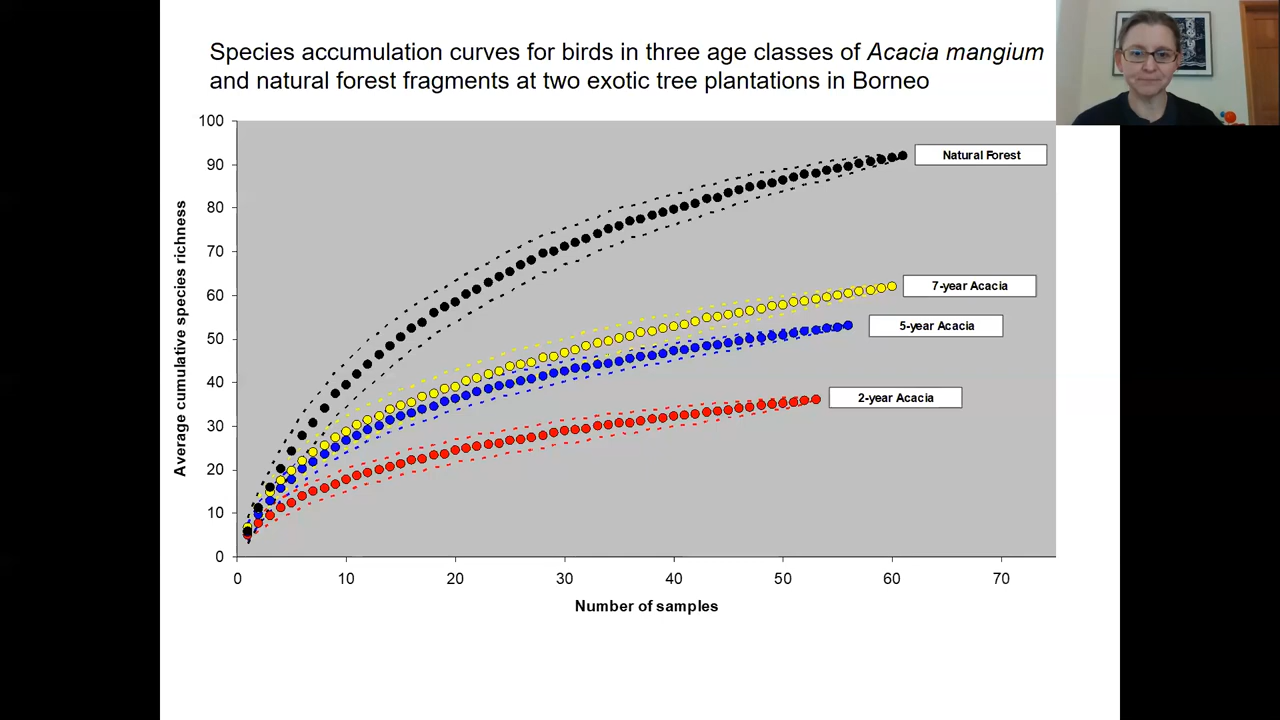 Species accumulation curves for birds in three age classes of Acacia mangium
and natural forest fragments at two exotic tree plantations in Borneo
Average cumulative species richness
100
90
80
70
60
50
40
30
20
10
0
Natural Forest
7-year Acacia
5-year Acacia
2-year Acacia
0 10 20 30 40 50 60 70
Number of samples